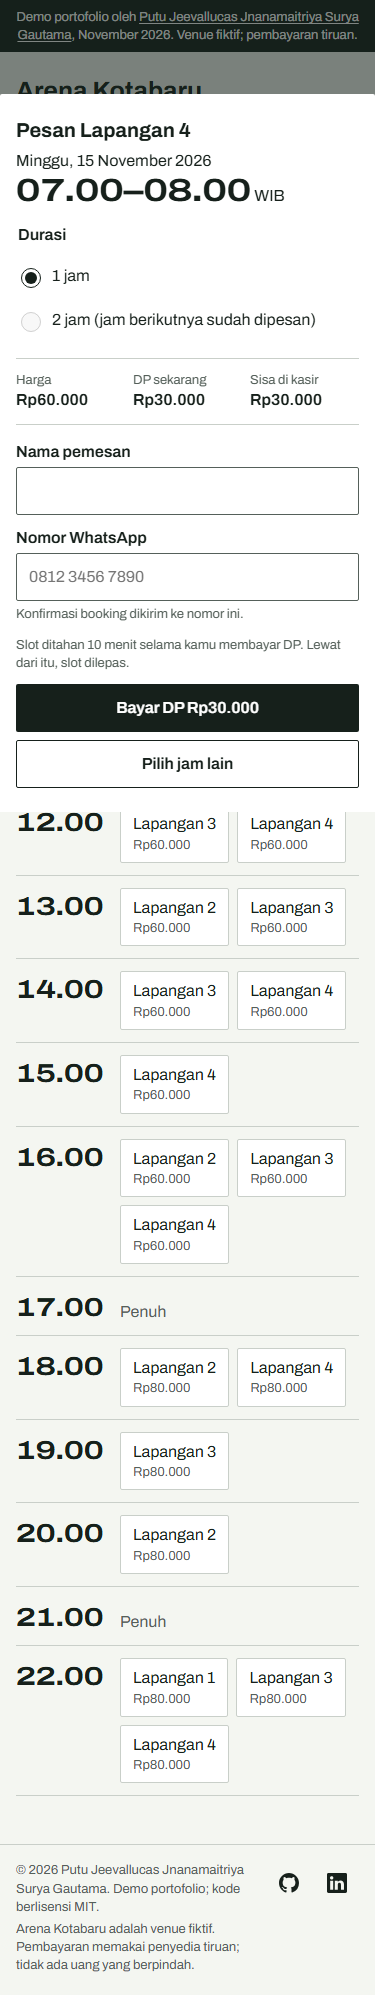 Demo portofolio oleh Putu Jeevallucas Jnanamaitriya Surya
Gautama, November 2026. Venue fiktif; pembayaran tiruan.
Arena Kotabaru
Pesan Lapangan 4
Minggu, 15 November 2026
07.00–08.00 WIB
Durasi
1 jam
2 jam (jam berikutnya sudah dipesan)
Harga DP sekarang Sisa di kasir
Rp60.000 Rp30.000 Rp30.000
Nama pemesan
Nomor WhatsApp
0812 3456 7890
Konfirmasi booking dikirim ke nomor ini.
Slot ditahan 10 menit selama kamu membayar DP. Lewat
dari itu, slot dilepas.
Bayar DP Rp30.000
Pilih jam lain
12.00 Lapangan 3 Lapangan 4
Rp60.000 Rp60.000
13.00 Lapangan 2 Lapangan 3
Rp60.000 Rp60.000
14.00 Lapangan 3 Lapangan 4
Rp60.000 Rp60.000
15.00 Lapangan 4
Rp60.000
16.00 Lapangan 2 Lapangan 3
Rp60.000 Rp60.000
Lapangan 4
Rp60.000
17.00 Penuh
18.00 Lapangan 2 Lapangan 4
Rp80.000 Rp80.000
19.00 Lapangan 3
Rp80.000
20.00 Lapangan 2
Rp80.000
21.00 Penuh
22.00 Lapangan 1 Lapangan 3
Rp80.000 Rp80.000
Lapangan 4
Rp80.000
© 2026 Putu Jeevallucas Jnanamaitriya
Surya Gautama. Demo portofolio; kode
berlisensi MIT.
Arena Kotabaru adalah venue fiktif.
Pembayaran memakai penyedia tiruan;
tidak ada uang yang berpindah.